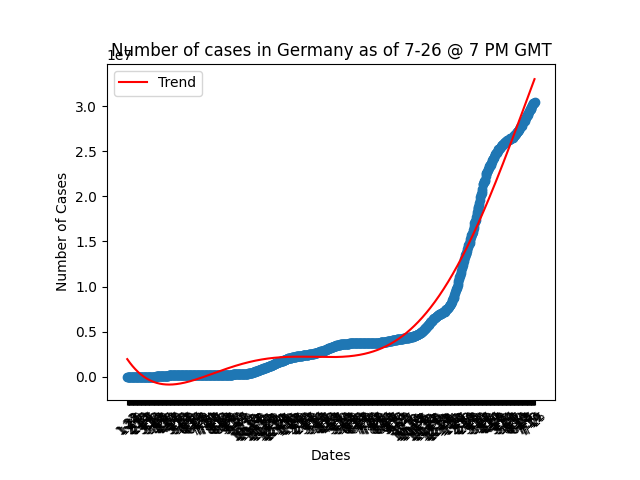 Number of cases in Germany as of 7-26 @ 7 PM GMT
1e7
Trend
3.0
2.5
2.0
1.5
1.0
0.5
0.0
Number of Cases
Dates